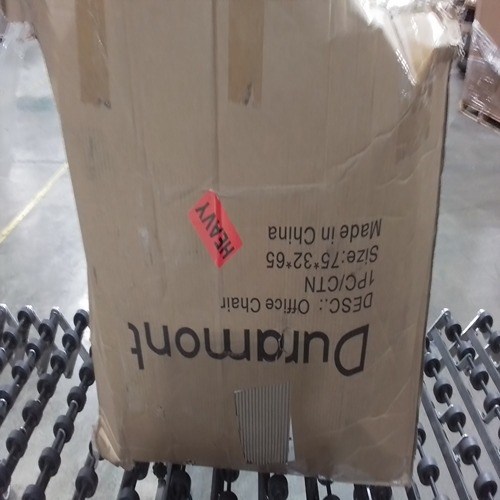 Duramont
DESC.: Office Chair
1PC/CTN
Size:75*32*65
Made in China
HEAVY